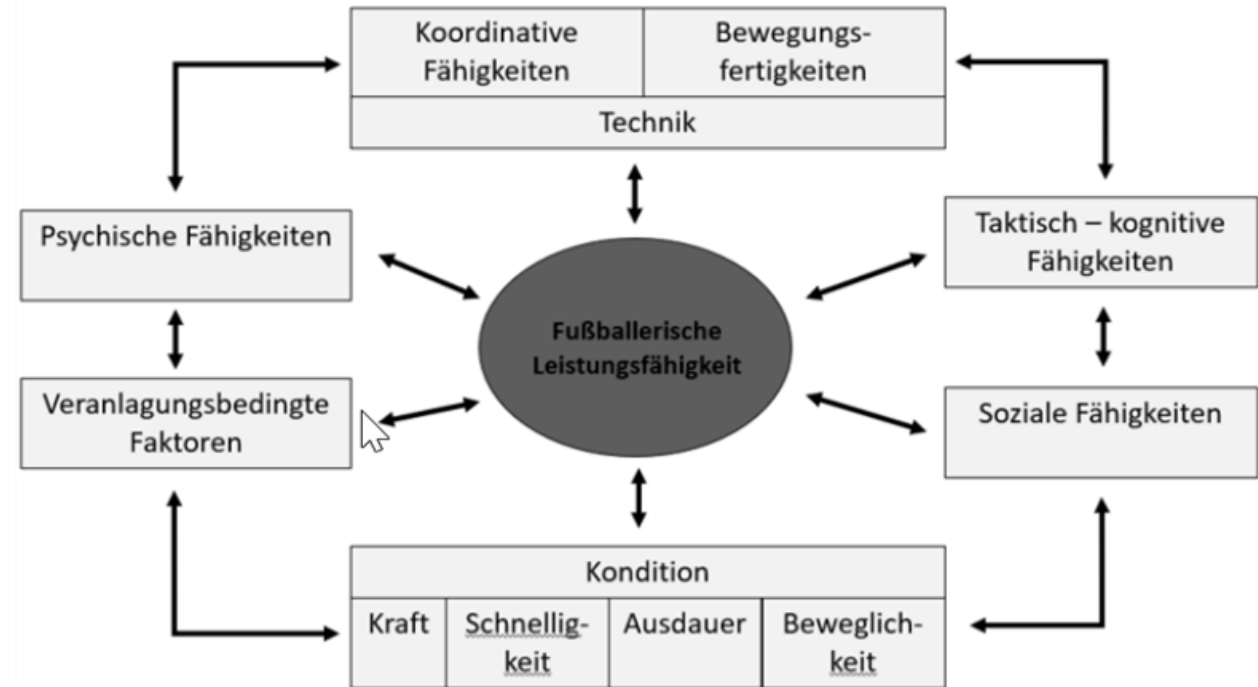 Koordinative
Fähigkeiten
Bewegungs-
fertigkeiten
Technik
Psychische Fähigkeiten
Taktisch – kognitive
Fähigkeiten
Fußballerische
Leistungsfähigkeit
Veranlagungsbedingte
Faktoren
Soziale Fähigkeiten
Kondition
Kraft
Schnellig-
keit
Ausdauer
Beweglich-
keit